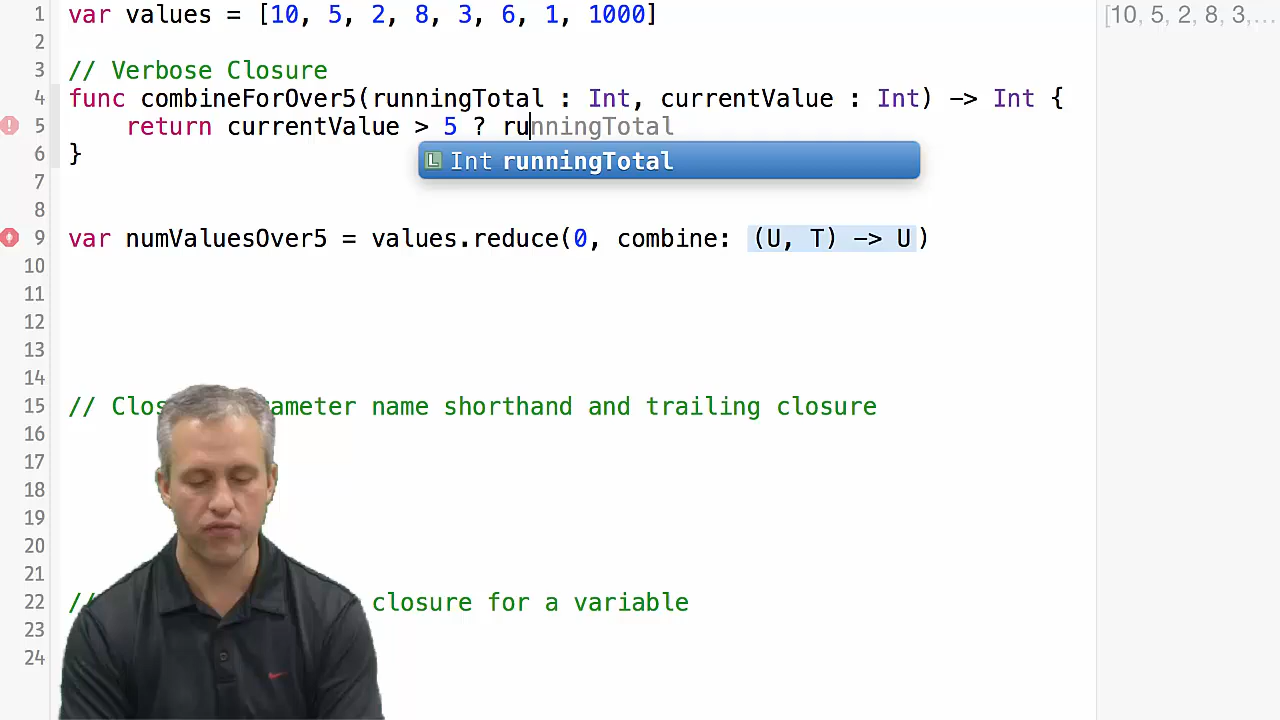 1 var values = [10, 5, 2, 8, 3, 6, 1, 1000] [10, 5, 2, 8, 3,...
2
3 // Verbose Closure
4 func combineForOver5(runningTotal : Int, currentValue : Int) -> Int {
5 return currentValue > 5 ? runningTotal
L Int runningTotal
6 }
7
8
9 var numValuesOver5 = values.reduce(0, combine: (U, T) -> U)
10
11
12
13
14
15 // ameter name shorthand and trailing closure
16
17
18
19
20
21
22 // closure for a variable
23
24